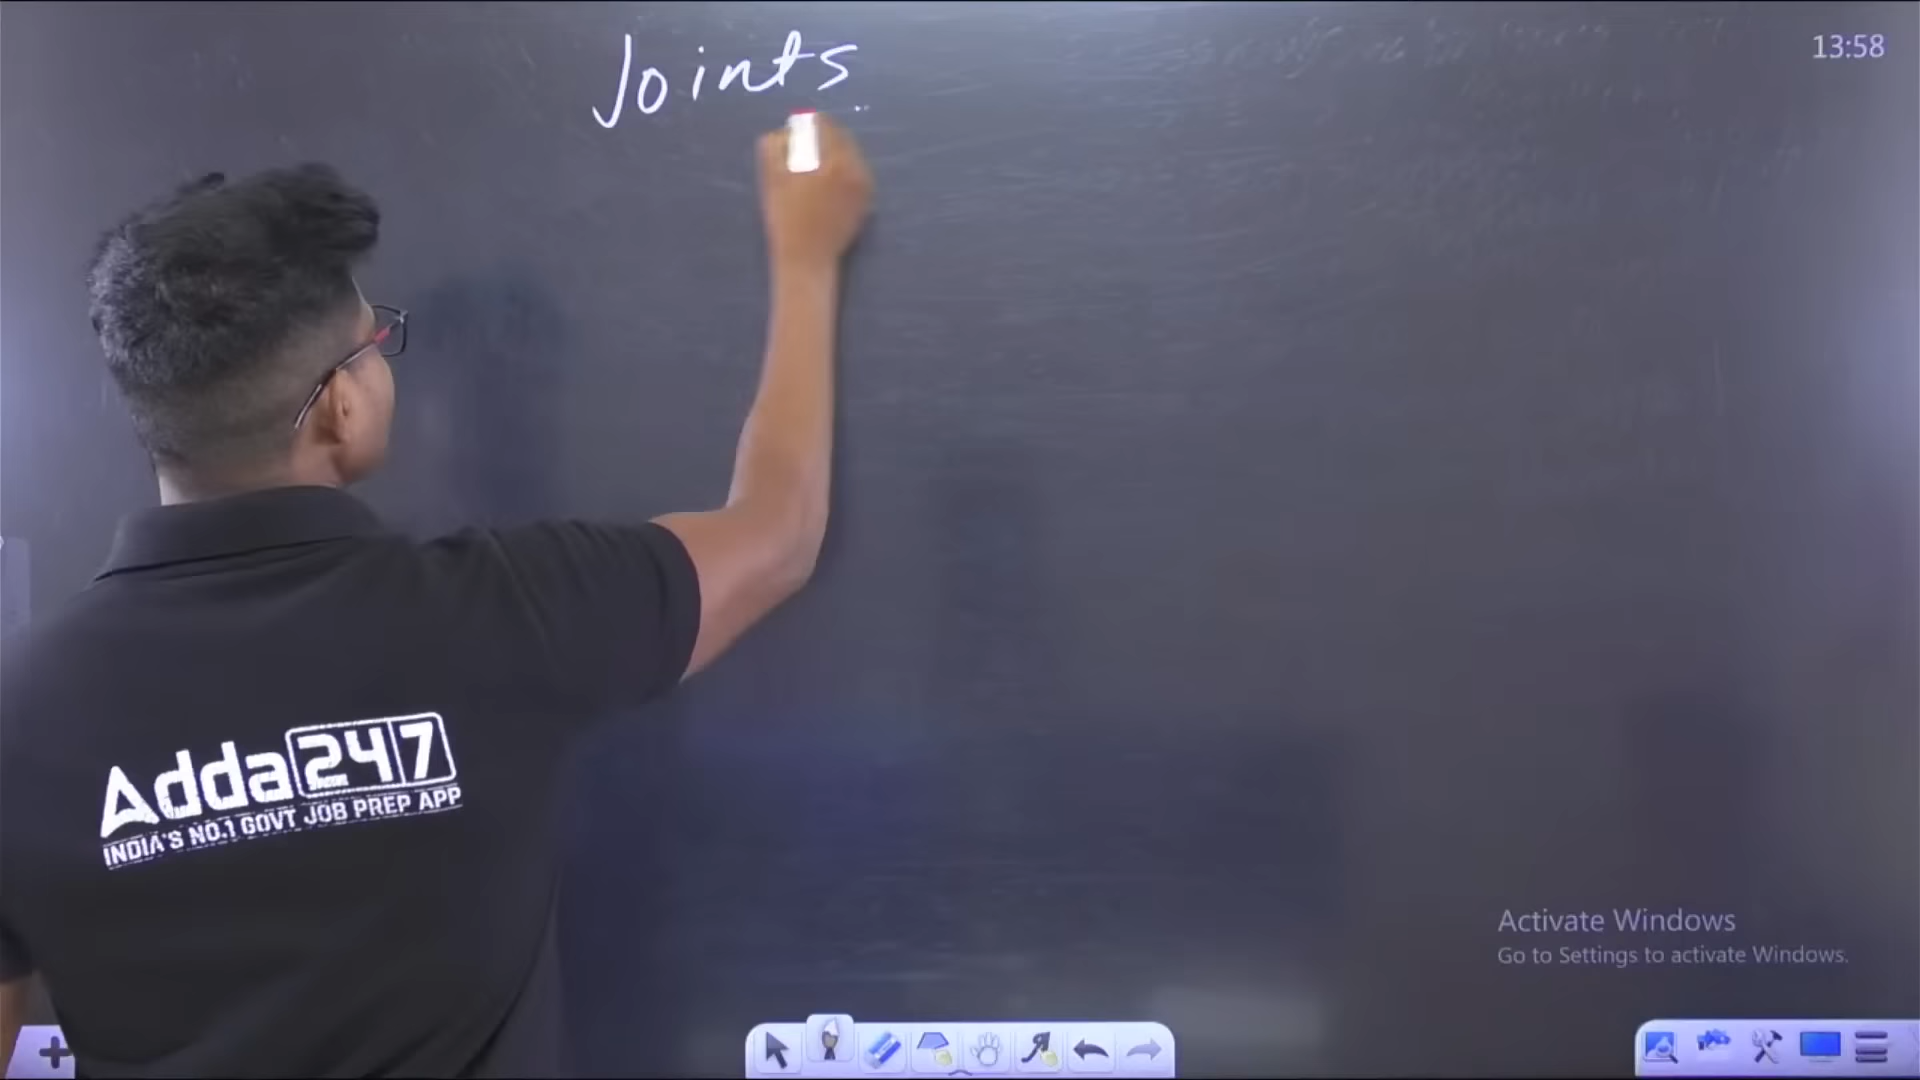 Joints
13:58
Adda247
INDIA'S NO.1 GOVT JOB PREP APP
Activate Windows
Go to Settings to activate Windows.